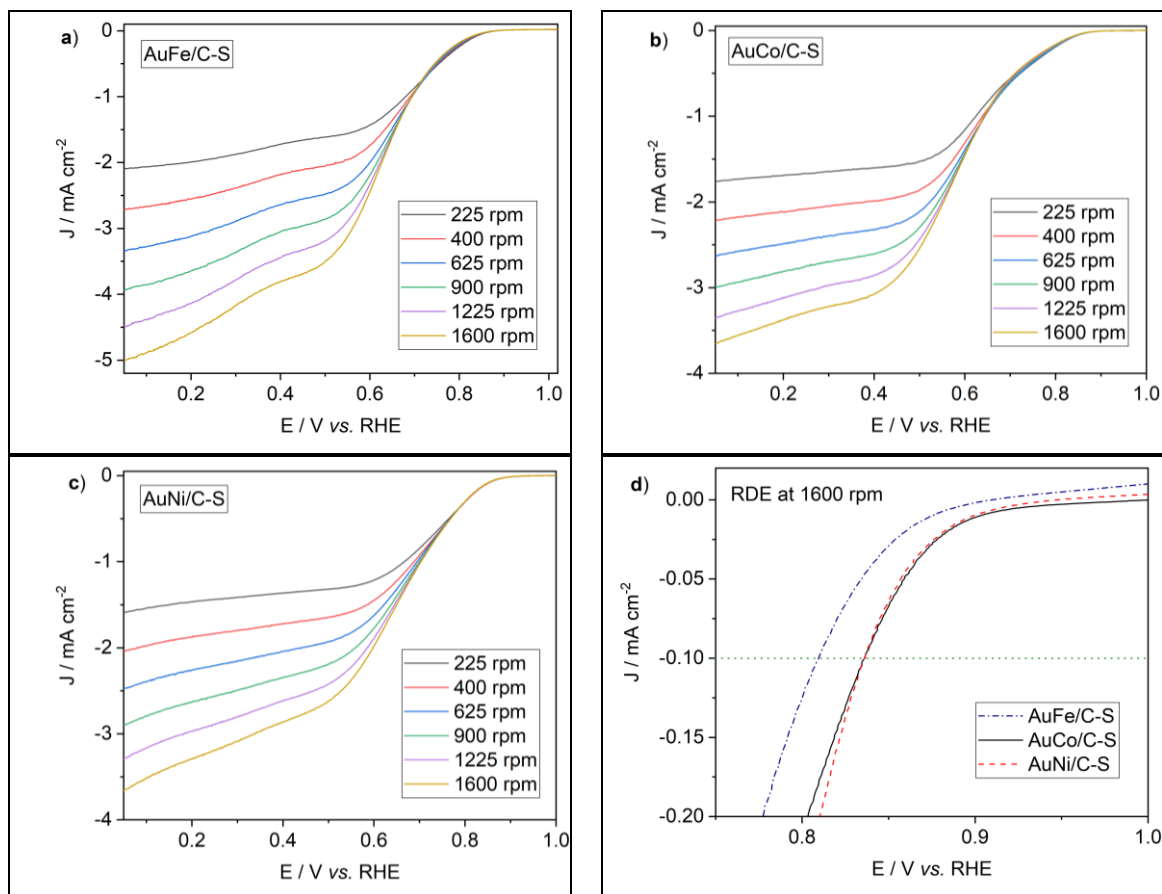 a)
AuFe/C-S
0
-1
-2
-3
-4
-5
J / mA cm⁻²
225 rpm
400 rpm
625 rpm
900 rpm
1225 rpm
1600 rpm
0.2 0.4 0.6 0.8 1.0
E / V vs. RHE
b)
AuCo/C-S
0
-1
-2
-3
-4
J / mA cm⁻²
225 rpm
400 rpm
625 rpm
900 rpm
1225 rpm
1600 rpm
0.2 0.4 0.6 0.8 1.0
E / V vs. RHE
c)
AuNi/C-S
0
-1
-2
-3
-4
J / mA cm⁻²
225 rpm
400 rpm
625 rpm
900 rpm
1225 rpm
1600 rpm
0.2 0.4 0.6 0.8 1.0
E / V vs. RHE
d)
RDE at 1600 rpm
0.00
-0.05
-0.10
-0.15
-0.20
J / mA cm⁻²
AuFe/C-S
AuCo/C-S
AuNi/C-S
0.8 0.9 1.0
E / V vs. RHE